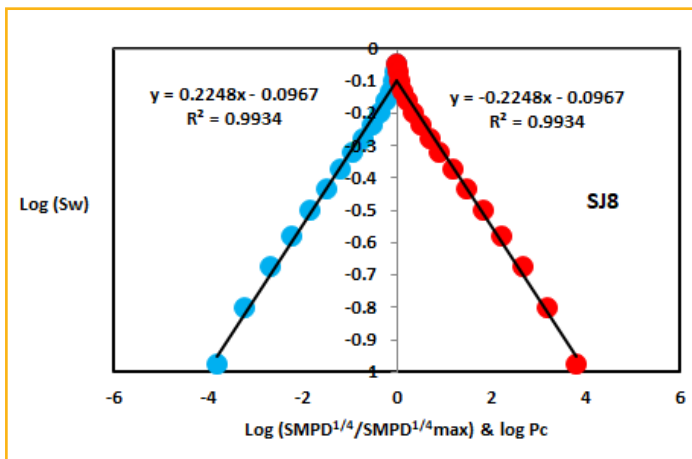 0
y = 0.2248x - 0.0967
R² = 0.9934
y = -0.2248x - 0.0967
R² = 0.9934
-0.1
-0.2
-0.3
-0.4
-0.5
-0.6
-0.7
-0.8
-0.9
1
Log (Sw)
SJ8
-6 -4 -2 0 2 4 6
Log (SMPD¹/⁴/SMPD¹/⁴max) & log Pc